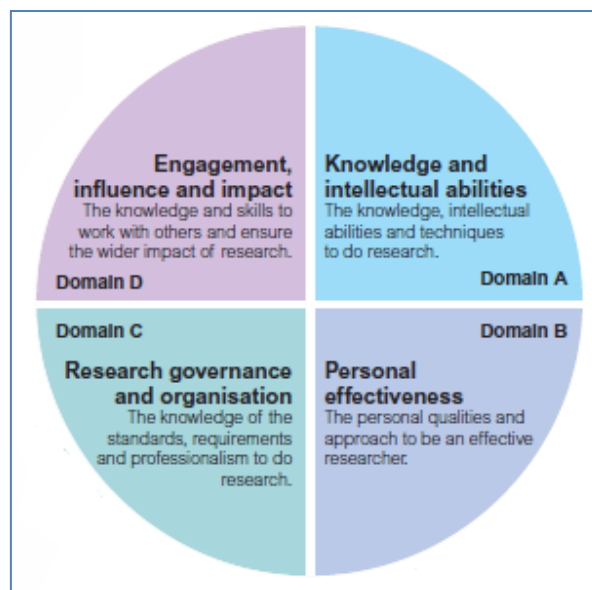 Engagement,
influence and impact
The knowledge and skills to
work with others and ensure
the wider impact of research.
Domain D
Knowledge and
intellectual abilities
The knowledge, intellectual
abilities and techniques
to do research.
Domain A
Domain C
Research governance
and organisation
The knowledge of the
standards, requirements
and professionalism to do
research.
Domain B
Personal
effectiveness
The personal qualities and
approach to be an effective
researcher.